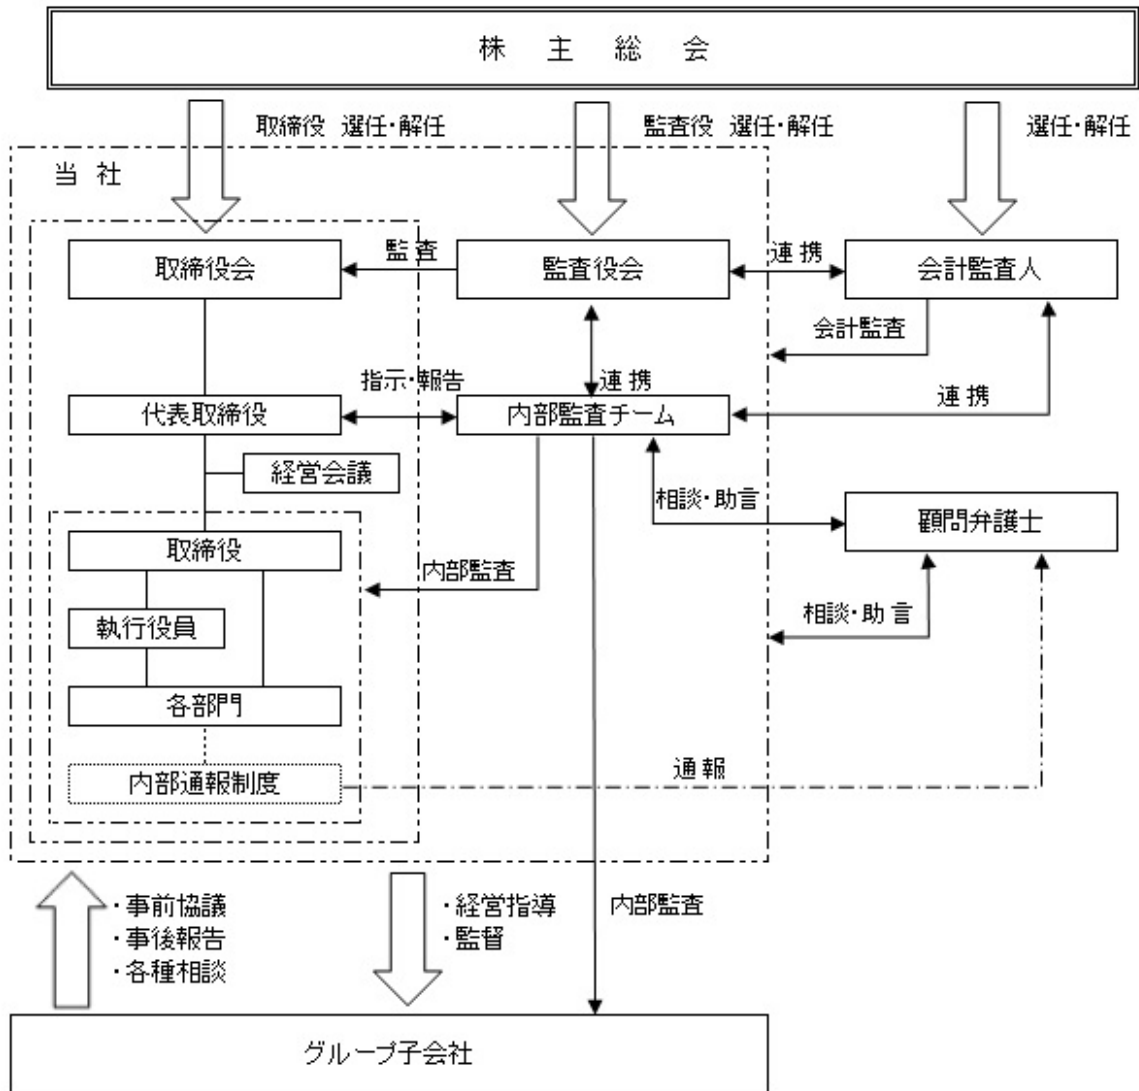 株 主 総 会
取締役 選任・解任
監査役 選任・解任
選任・解任
当 社
取締役会
監 査
監査役会
連 携
会計監査人
会計監査
指示・報告
連 携
連 携
代表取締役
内部監査チーム
経営会議
相談・助言
顧問弁護士
取締役
内部監査
執行役員
相談・助 言
各部門
通 報
内部通報制度
・事前協議
・事後報告
・各種相談
・経営指導
・監督
内部監査
グループ子会社